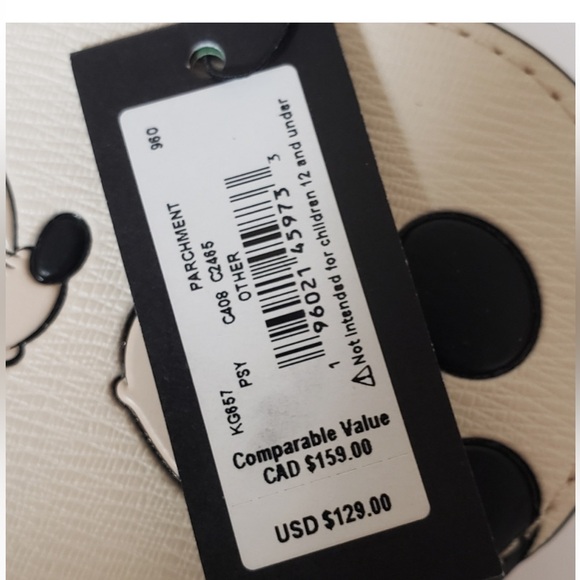 960
PARCHMENT
C408 C2465
OTHER
KG657
PSY
1 96021 45973 3
⚠Not intended for children 12 and under
Comparable Value
CAD $159.00
USD $129.00